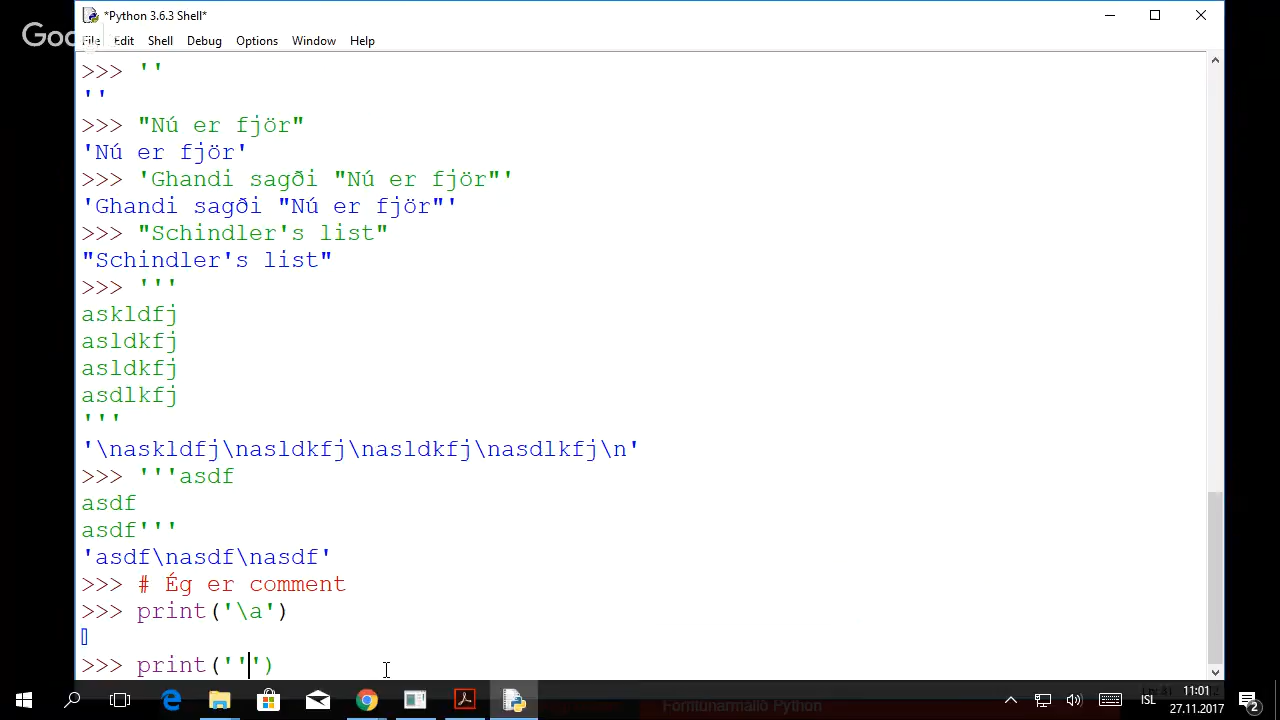 *Python 3.6.3 Shell*
File Edit Shell Debug Options Window Help
>>> ''
''
>>> "Nú er fjör"
'Nú er fjör'
>>> 'Ghandi sagði "Nú er fjör"'
'Ghandi sagði "Nú er fjör"'
>>> "Schindler's list"
"Schindler's list"
>>> '''
askldfj
asldkfj
asldkfj
asdlkfj
'''
'\naskldfj\nasldkfj\nasldkfj\nasdlkfj\n'
>>> '''asdf
asdf
asdf'''
'asdf\nasdf\nasdf'
>>> # Ég er comment
>>> print('\a')
>>> print(''')
ISL
11:01
27.11.2017
2
Forritunarmálið Python